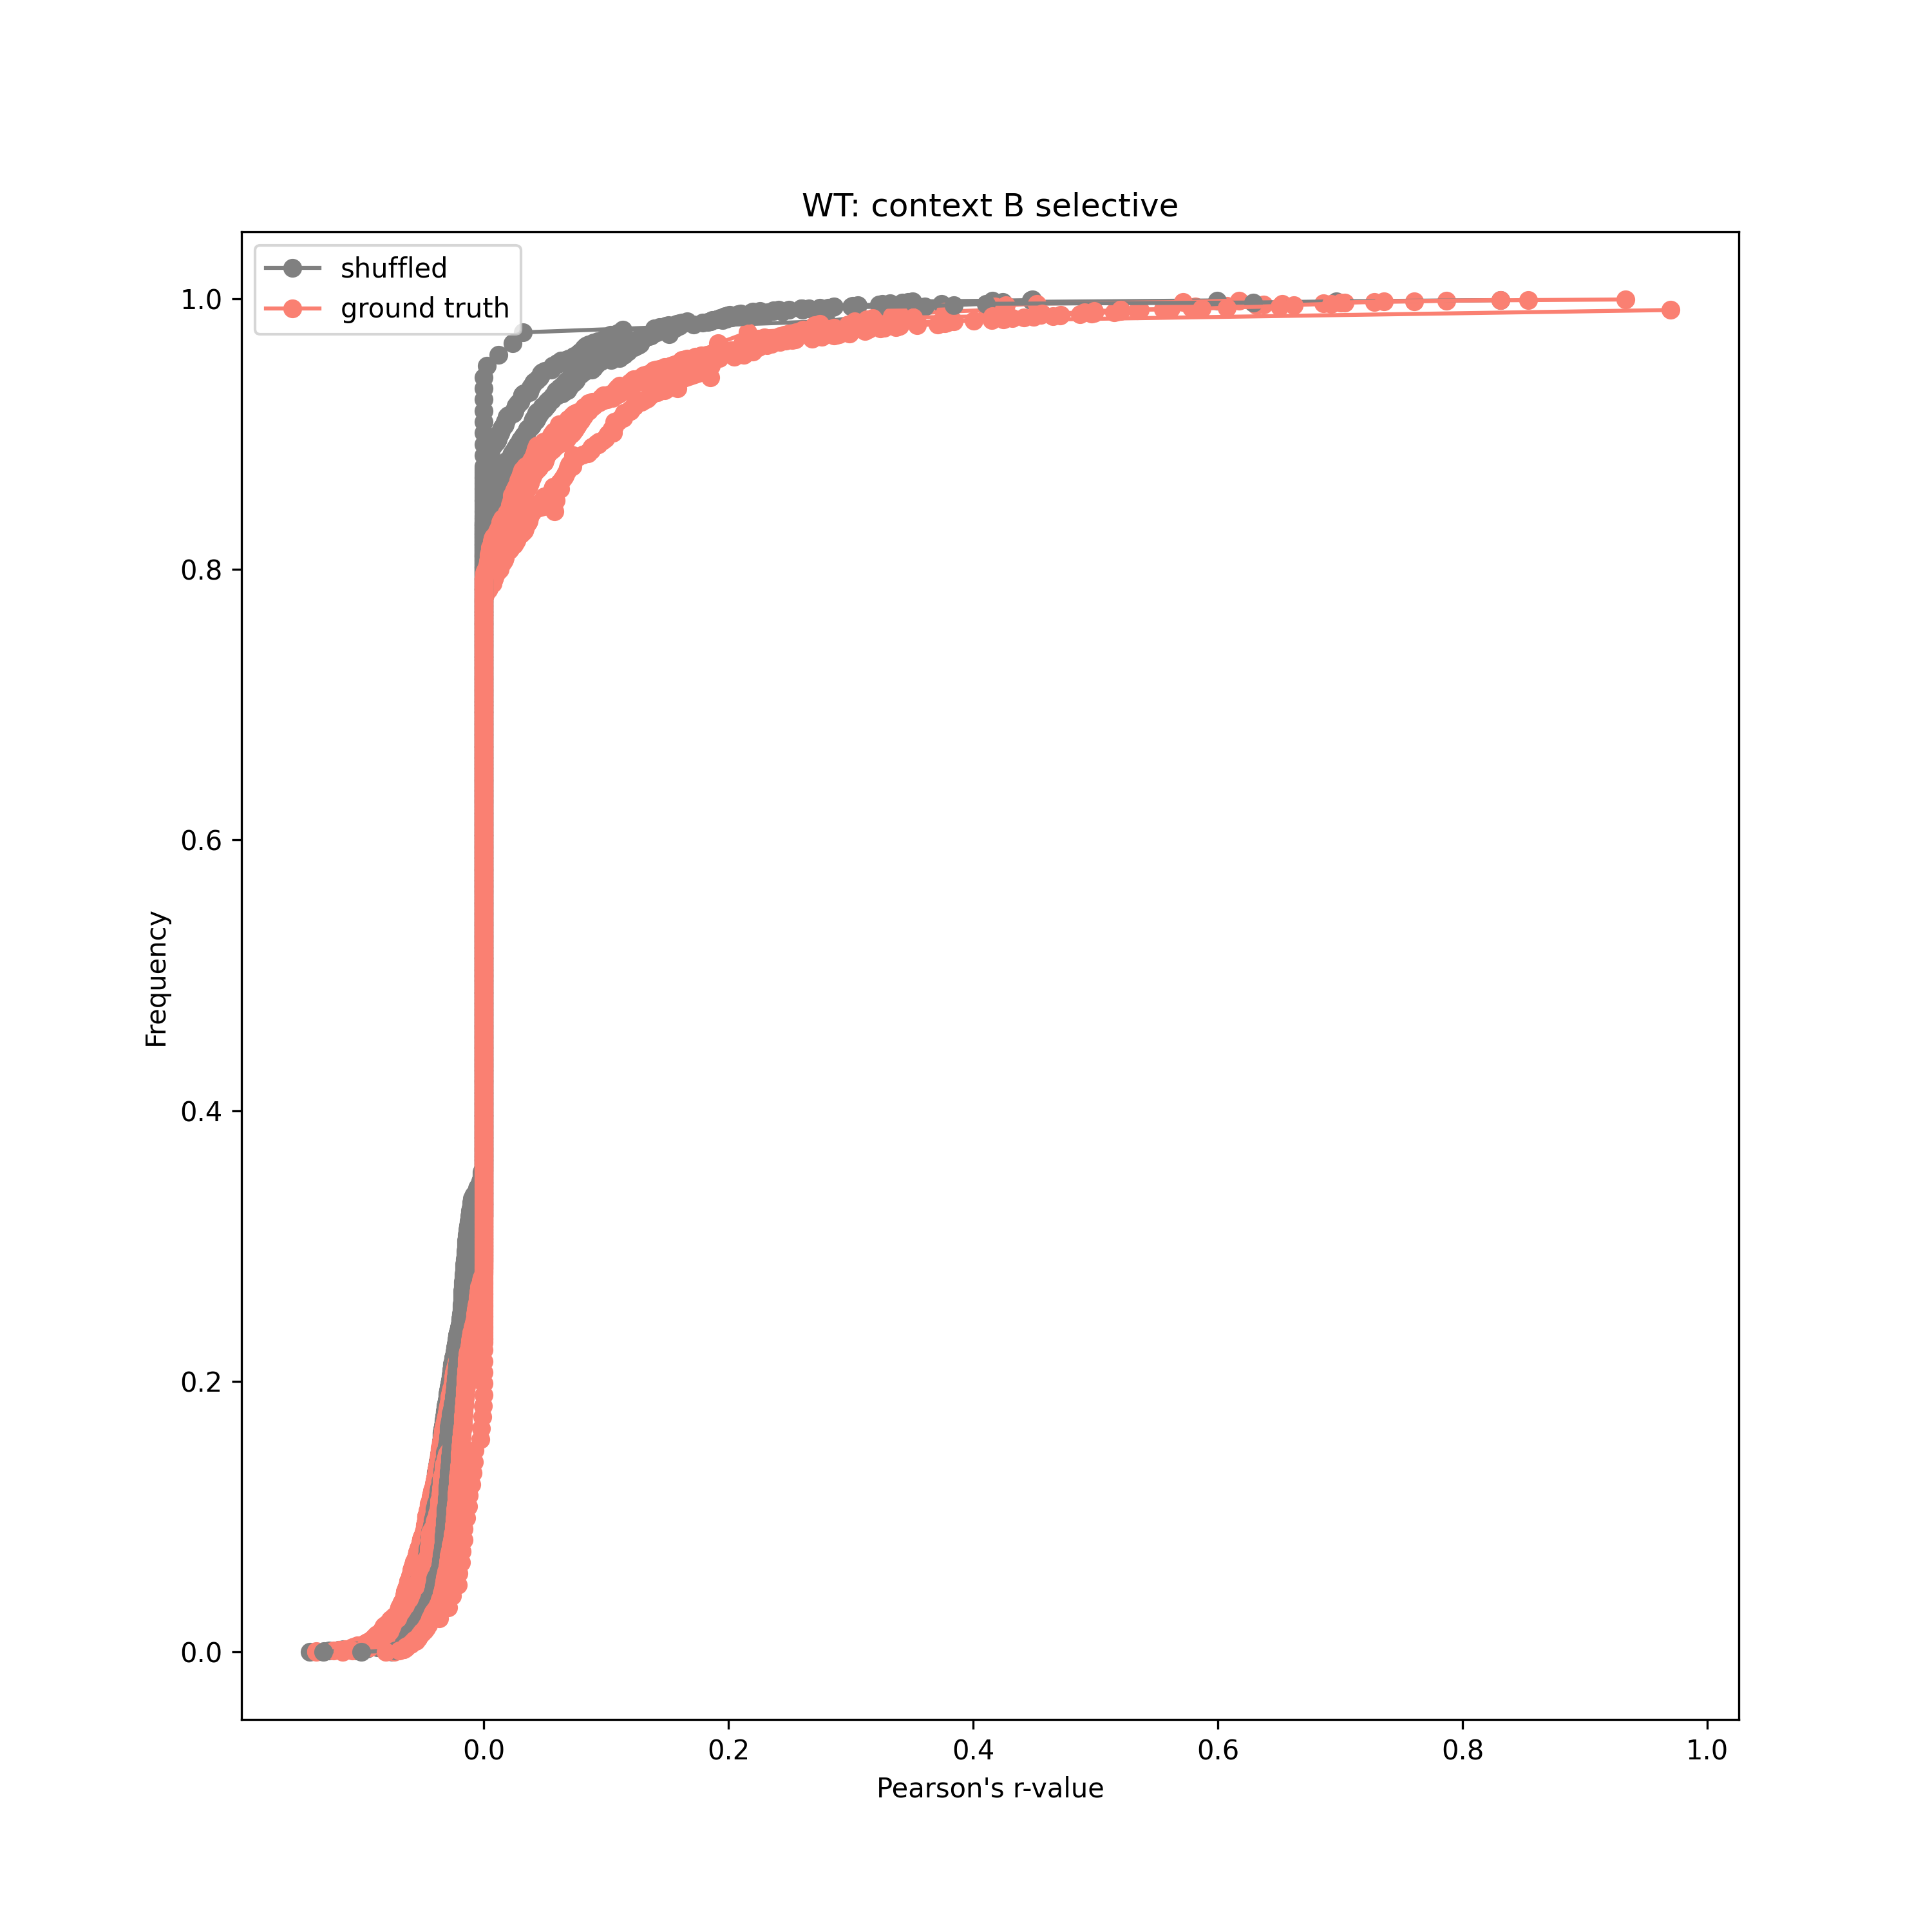 WT: context B selective
shuffled
ground truth
1.0
0.8
0.6
0.4
0.2
0.0
Frequency
0.0 0.2 0.4 0.6 0.8 1.0
Pearson's r-value